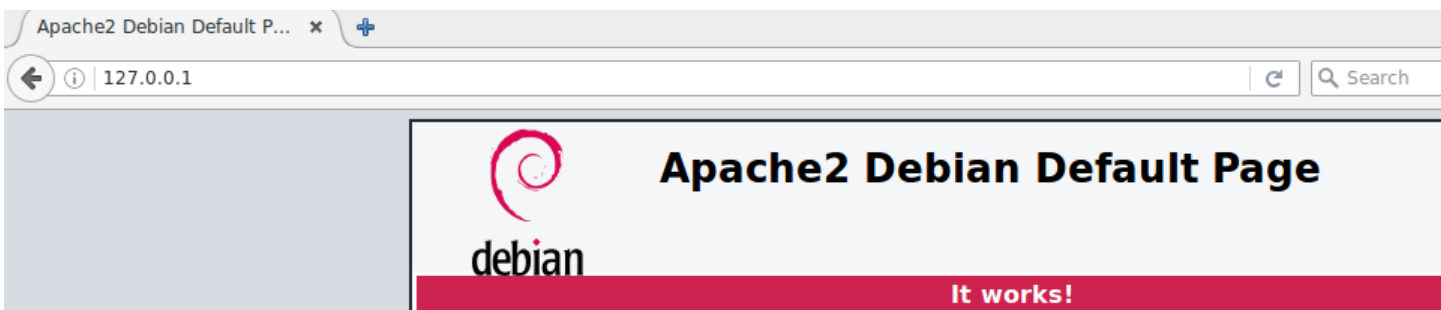 Apache2 Debian Default P...
127.0.0.1
Search
Apache2 Debian Default Page
debian
It works!